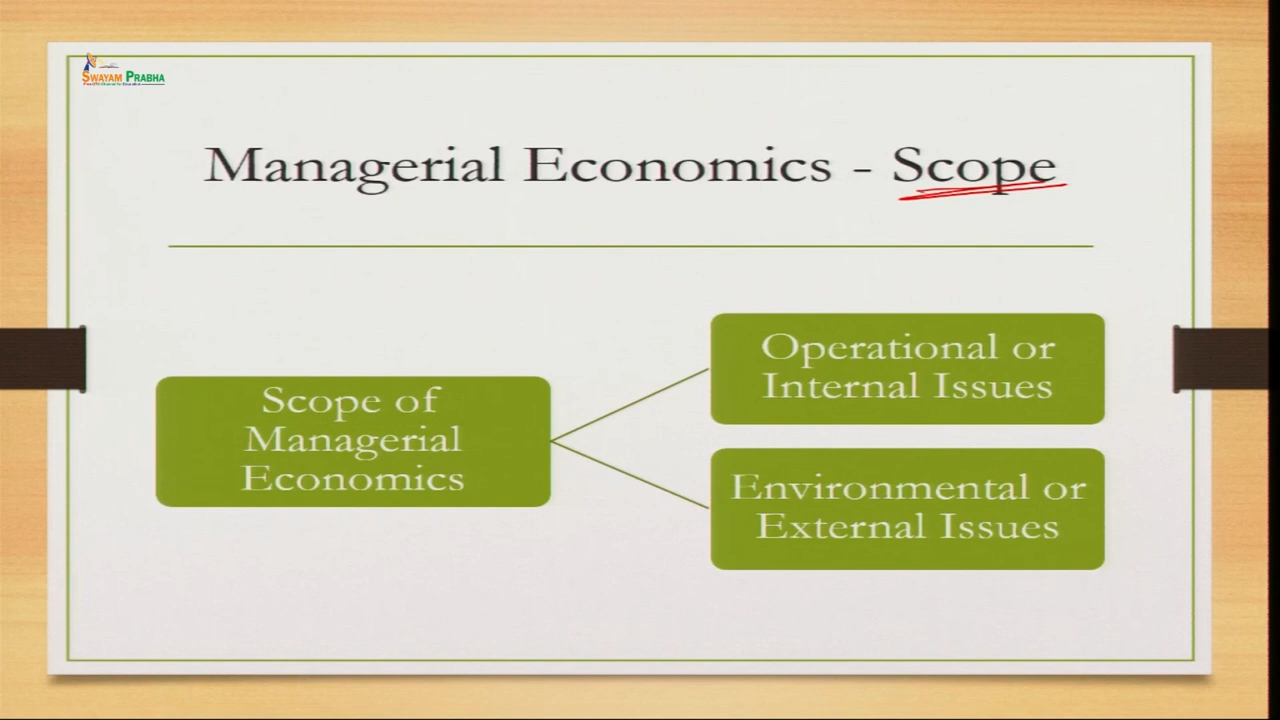 SWAYAM PRABHA
Managerial Economics - Scope
Scope of
Managerial
Economics
Operational or
Internal Issues
Environmental or
External Issues